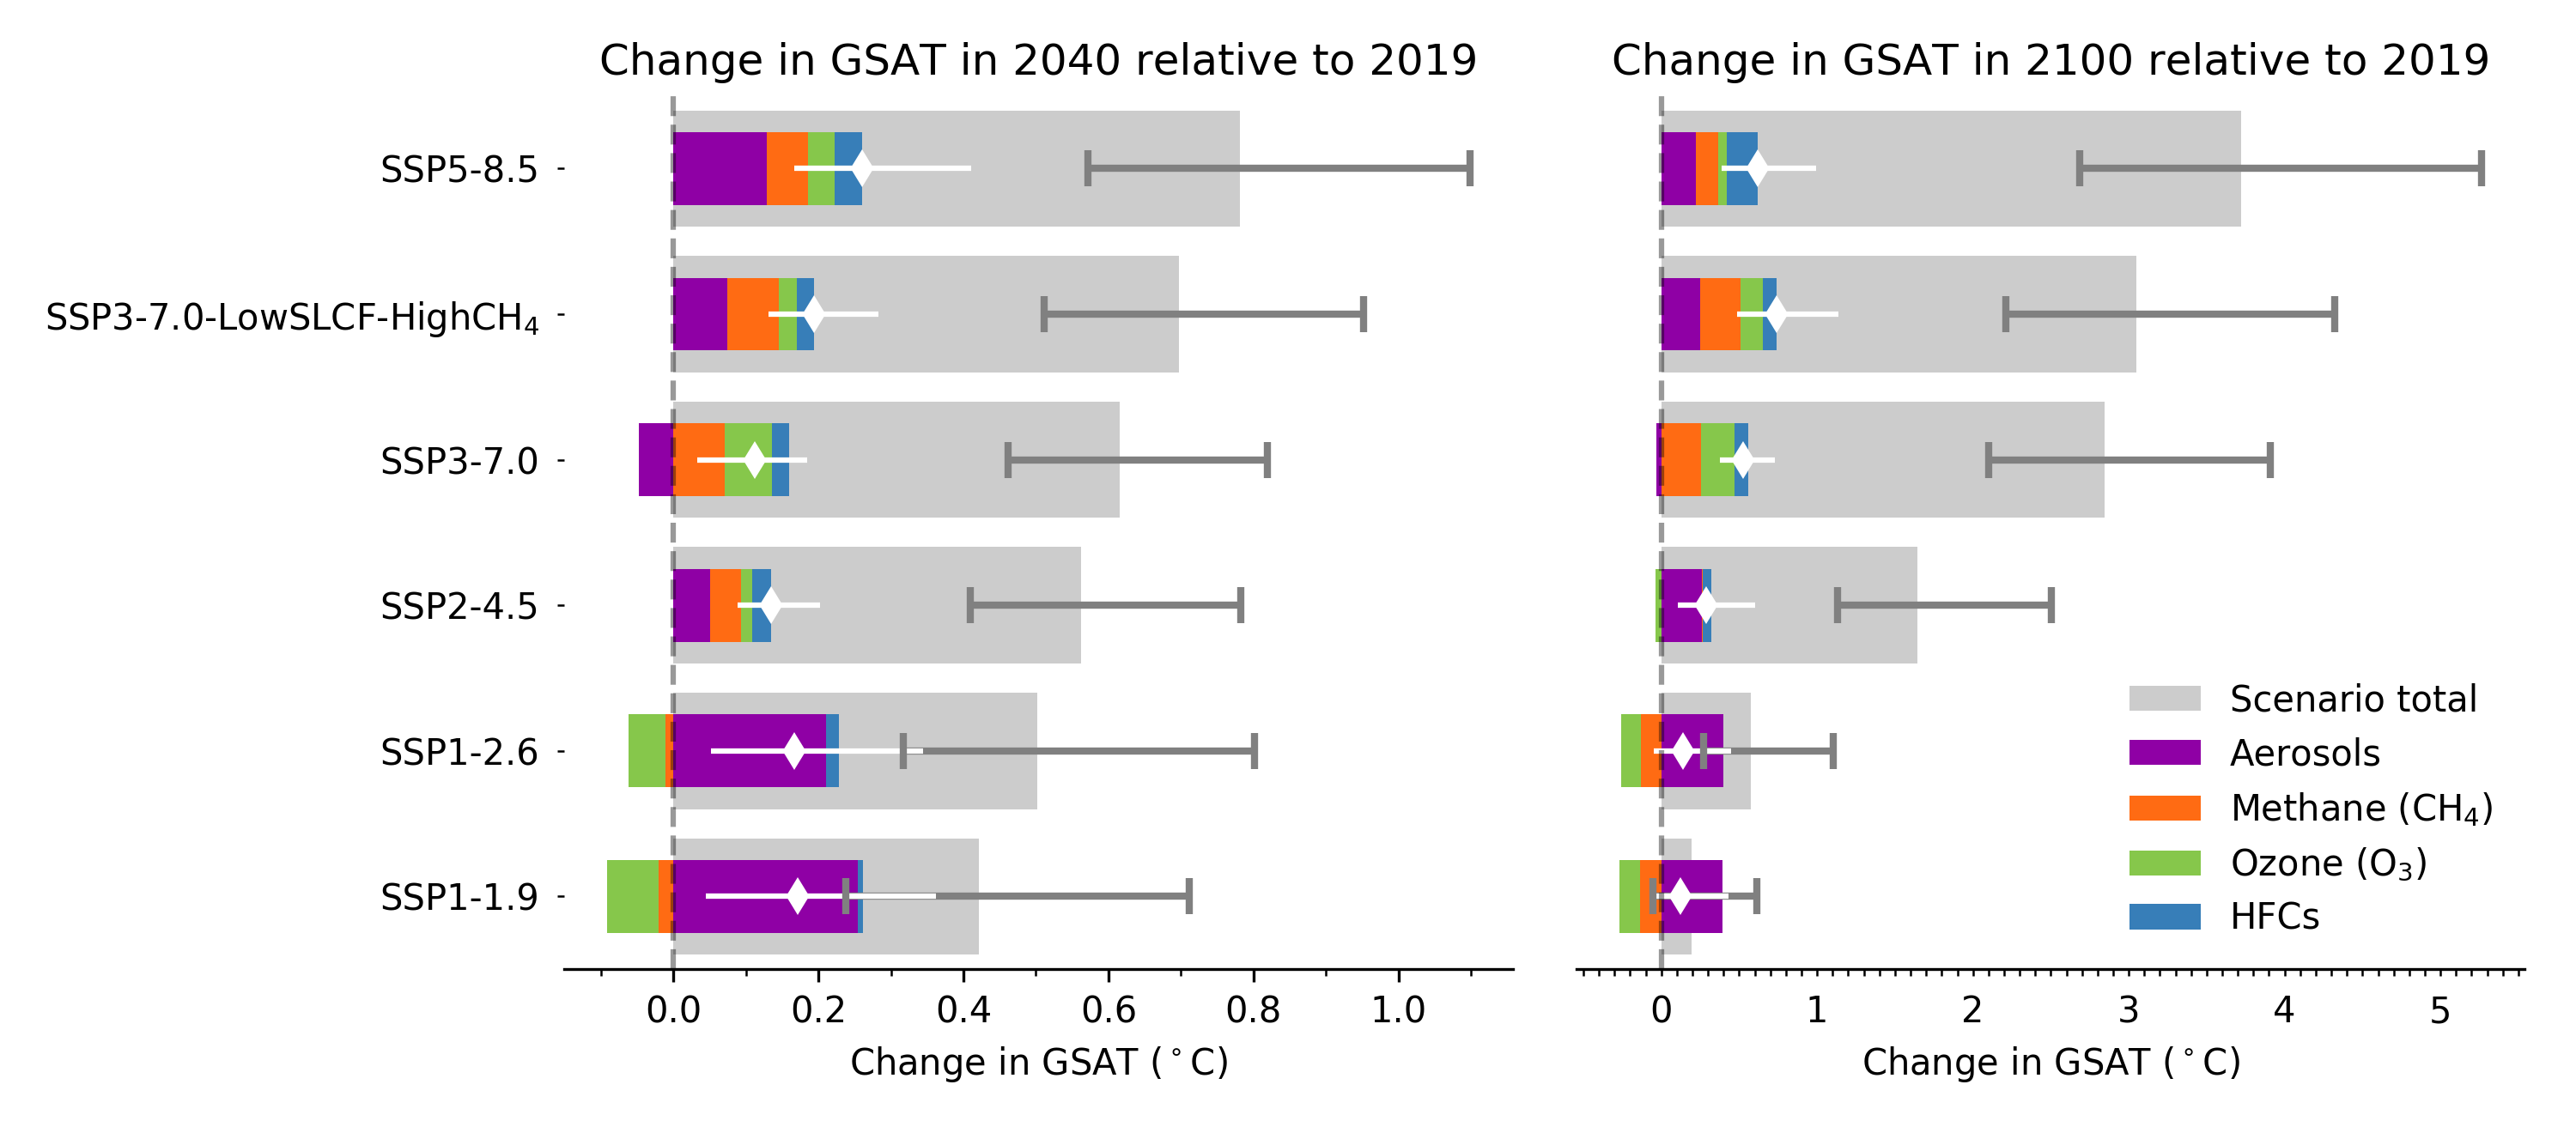 Change in GSAT in 2040 relative to 2019
Change in GSAT in 2100 relative to 2019
SSP5-8.5
SSP3-7.0-LowSLCF-HighCH₄
SSP3-7.0
SSP2-4.5
SSP1-2.6
SSP1-1.9
0.0 0.2 0.4 0.6 0.8 1.0
Change in GSAT (°C)
Scenario total
Aerosols
Methane (CH₄)
Ozone (O₃)
HFCs
0 1 2 3 4 5
Change in GSAT (°C)